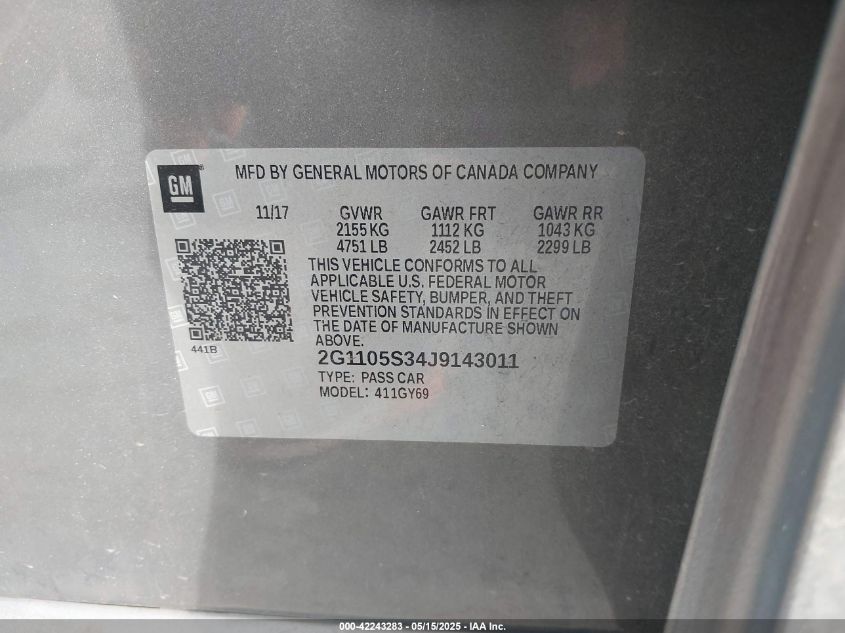 GM
MFD BY GENERAL MOTORS OF CANADA COMPANY
11/17 GVWR GAWR FRT GAWR RR
2155 KG 1112 KG 1043 KG
4751 LB 2452 LB 2299 LB
THIS VEHICLE CONFORMS TO ALL
APPLICABLE U.S. FEDERAL MOTOR
VEHICLE SAFETY, BUMPER, AND THEFT
PREVENTION STANDARDS IN EFFECT ON
THE DATE OF MANUFACTURE SHOWN
ABOVE.
441B
2G1105S34J9143011
TYPE: PASS CAR
MODEL: 411GY69
000-42243283 - 05/15/2025 - IAA Inc.